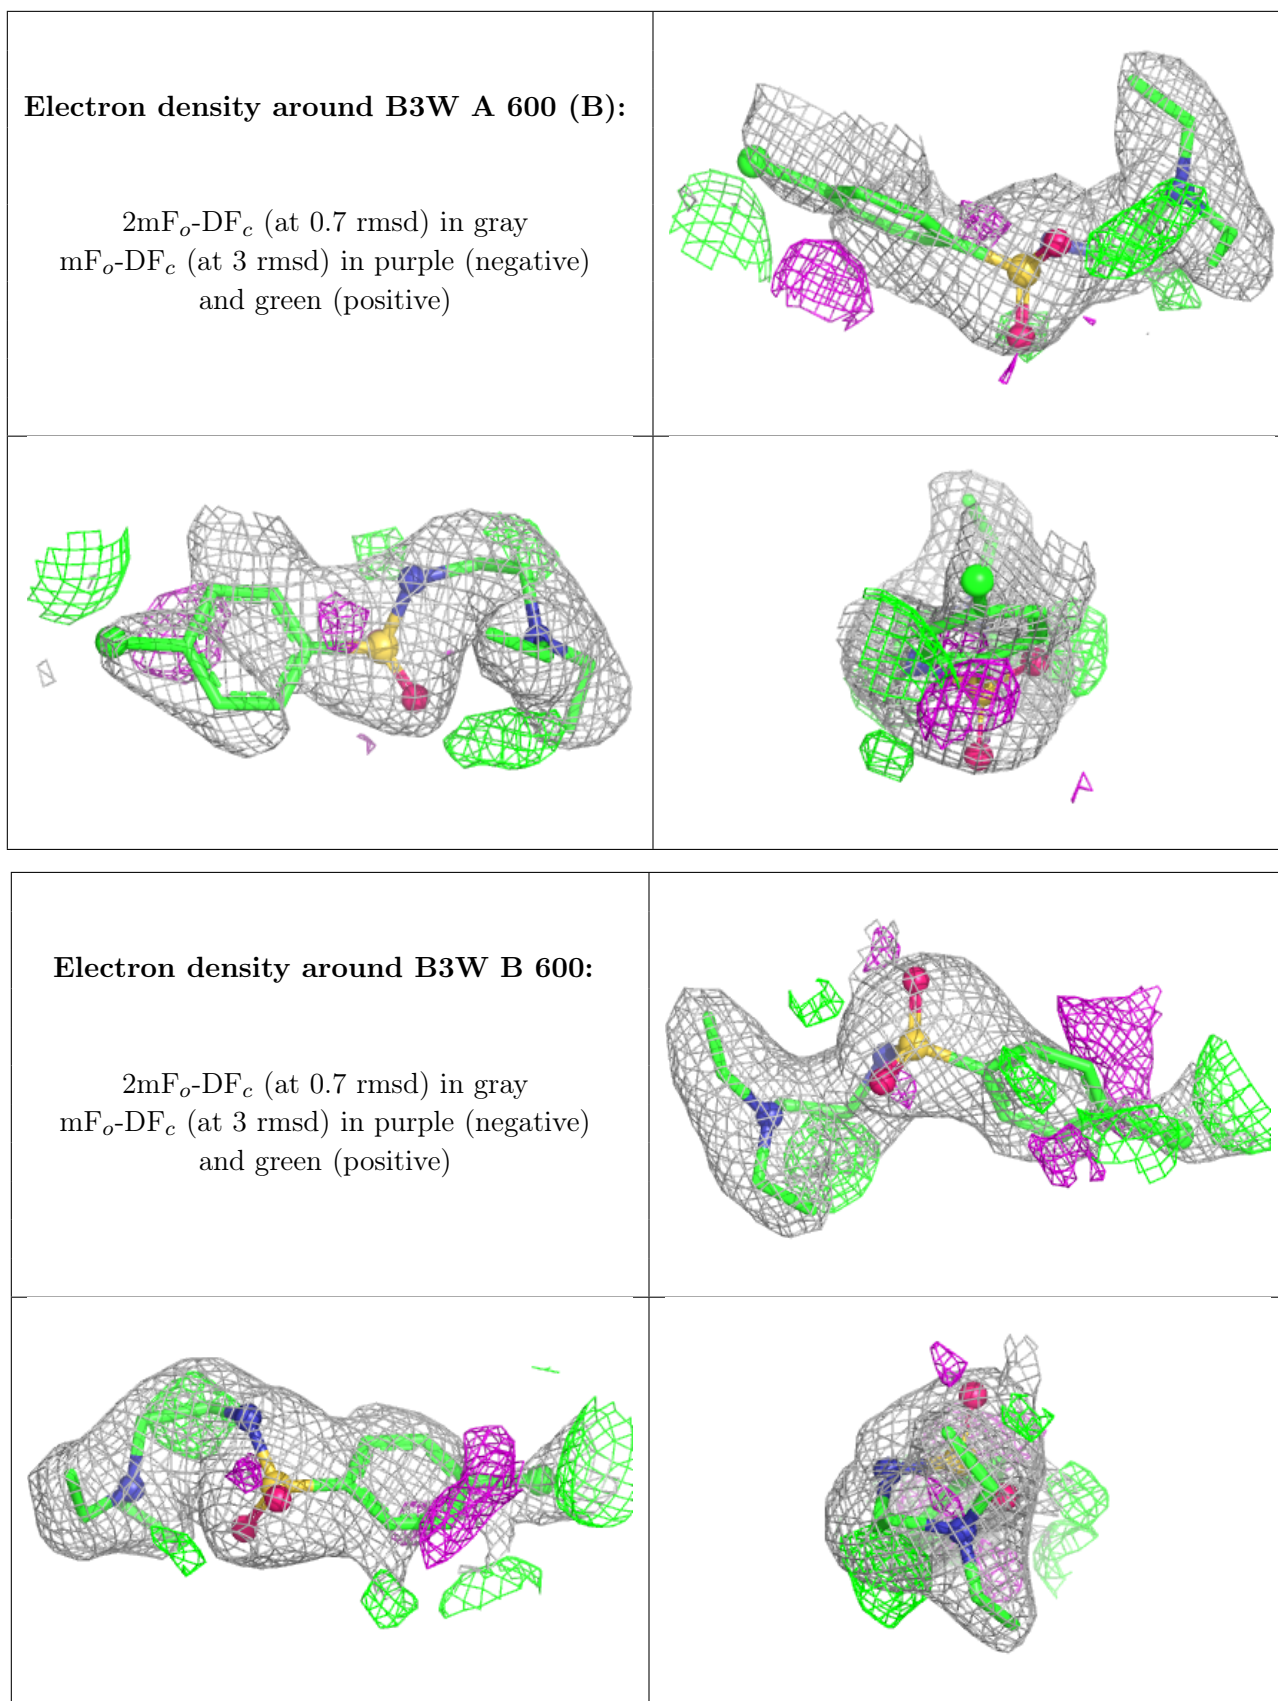 Electron density around B3W A 600 (B):
2mFo-DFc (at 0.7 rmsd) in gray
mFo-DFc (at 3 rmsd) in purple (negative)
and green (positive)
Electron density around B3W B 600:
2mFo-DFc (at 0.7 rmsd) in gray
mFo-DFc (at 3 rmsd) in purple (negative)
and green (positive)